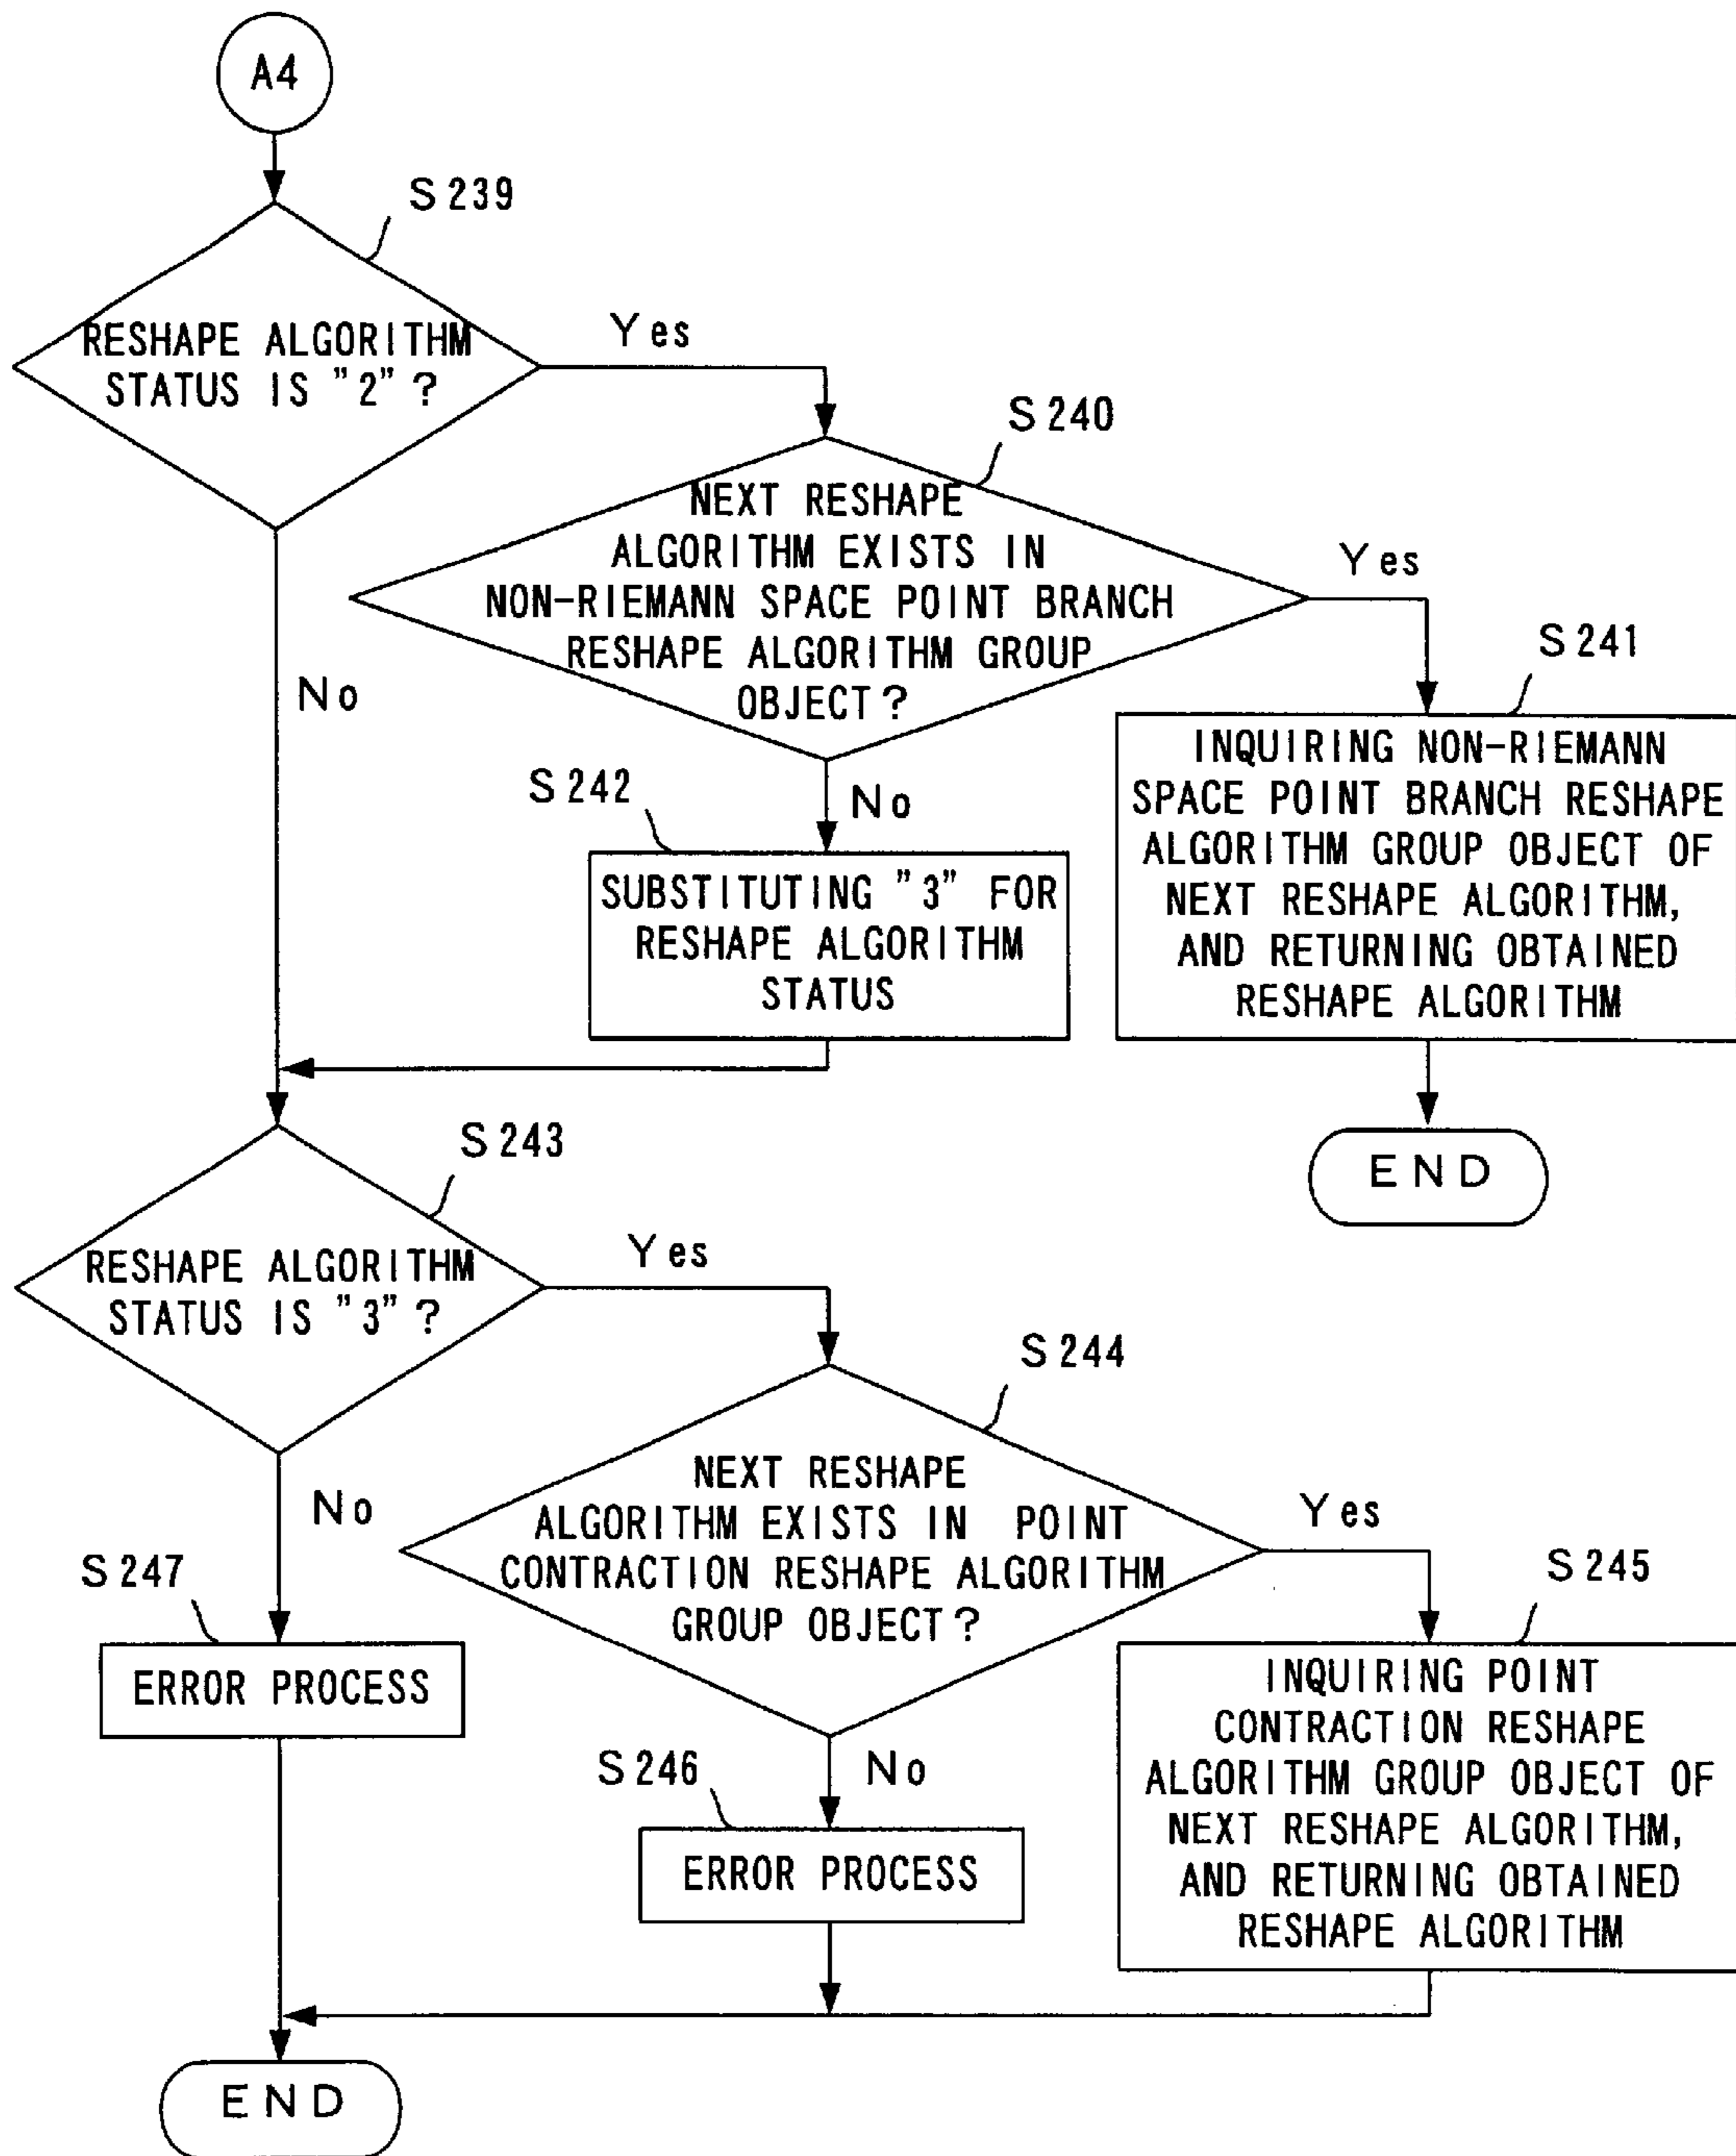 A4
S239
RESHAPE ALGORITHM
STATUS IS "2"?
Yes
No
S240
NEXT RESHAPE
ALGORITHM EXISTS IN
NON-RIEMANN SPACE POINT BRANCH
RESHAPE ALGORITHM GROUP
OBJECT?
Yes
No
S241
INQUIRING NON-RIEMANN
SPACE POINT BRANCH RESHAPE
ALGORITHM GROUP OBJECT OF
NEXT RESHAPE ALGORITHM,
AND RETURNING OBTAINED
RESHAPE ALGORITHM
END
S242
SUBSTITUTING "3" FOR
RESHAPE ALGORITHM
STATUS
S243
RESHAPE ALGORITHM
STATUS IS "3"?
Yes
No
S244
NEXT RESHAPE
ALGORITHM EXISTS IN POINT
CONTRACTION RESHAPE ALGORITHM
GROUP OBJECT?
Yes
No
S245
INQUIRING POINT
CONTRACTION RESHAPE
ALGORITHM GROUP OBJECT OF
NEXT RESHAPE ALGORITHM,
AND RETURNING OBTAINED
RESHAPE ALGORITHM
S247
ERROR PROCESS
S246
ERROR PROCESS
END